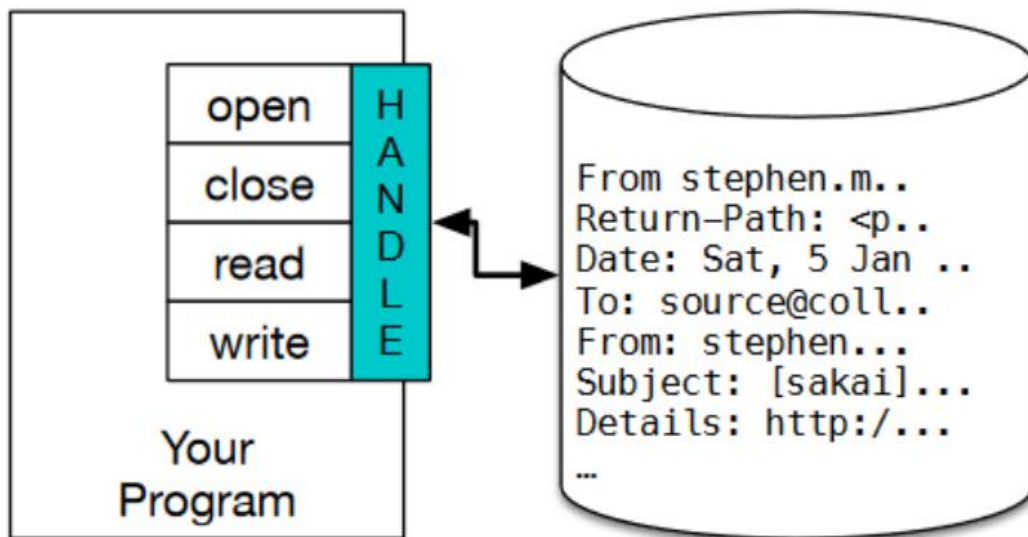 open
close
read
write
HANDLE
Your
Program
From stephen.m..
Return-Path: <p..
Date: Sat, 5 Jan ..
To: source@coll..
From: stephen...
Subject: [sakai]...
Details: http:/...
…